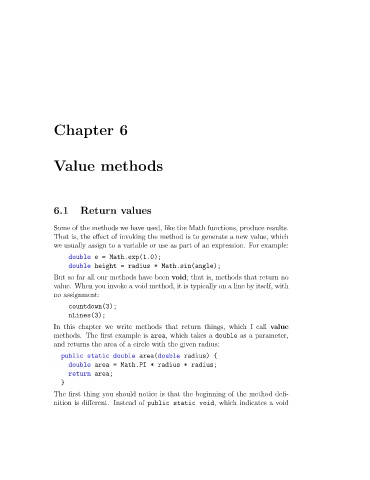 Chapter 6
Value methods
6.1 Return values
Some of the methods we have used, like the Math functions, produce results.
That is, the effect of invoking the method is to generate a new value, which
we usually assign to a variable or use as part of an expression. For example:
double e = Math.exp(1.0);
double height = radius * Math.sin(angle);
But so far all our methods have been void; that is, methods that return no
value. When you invoke a void method, it is typically on a line by itself, with
no assignment:
countdown(3);
nLines(3);
In this chapter we write methods that return things, which I call value
methods. The first example is area, which takes a double as a parameter,
and returns the area of a circle with the given radius:
public static double area(double radius) {
double area = Math.PI * radius * radius;
return area;
}
The first thing you should notice is that the beginning of the method defi-
nition is different. Instead of public static void, which indicates a void